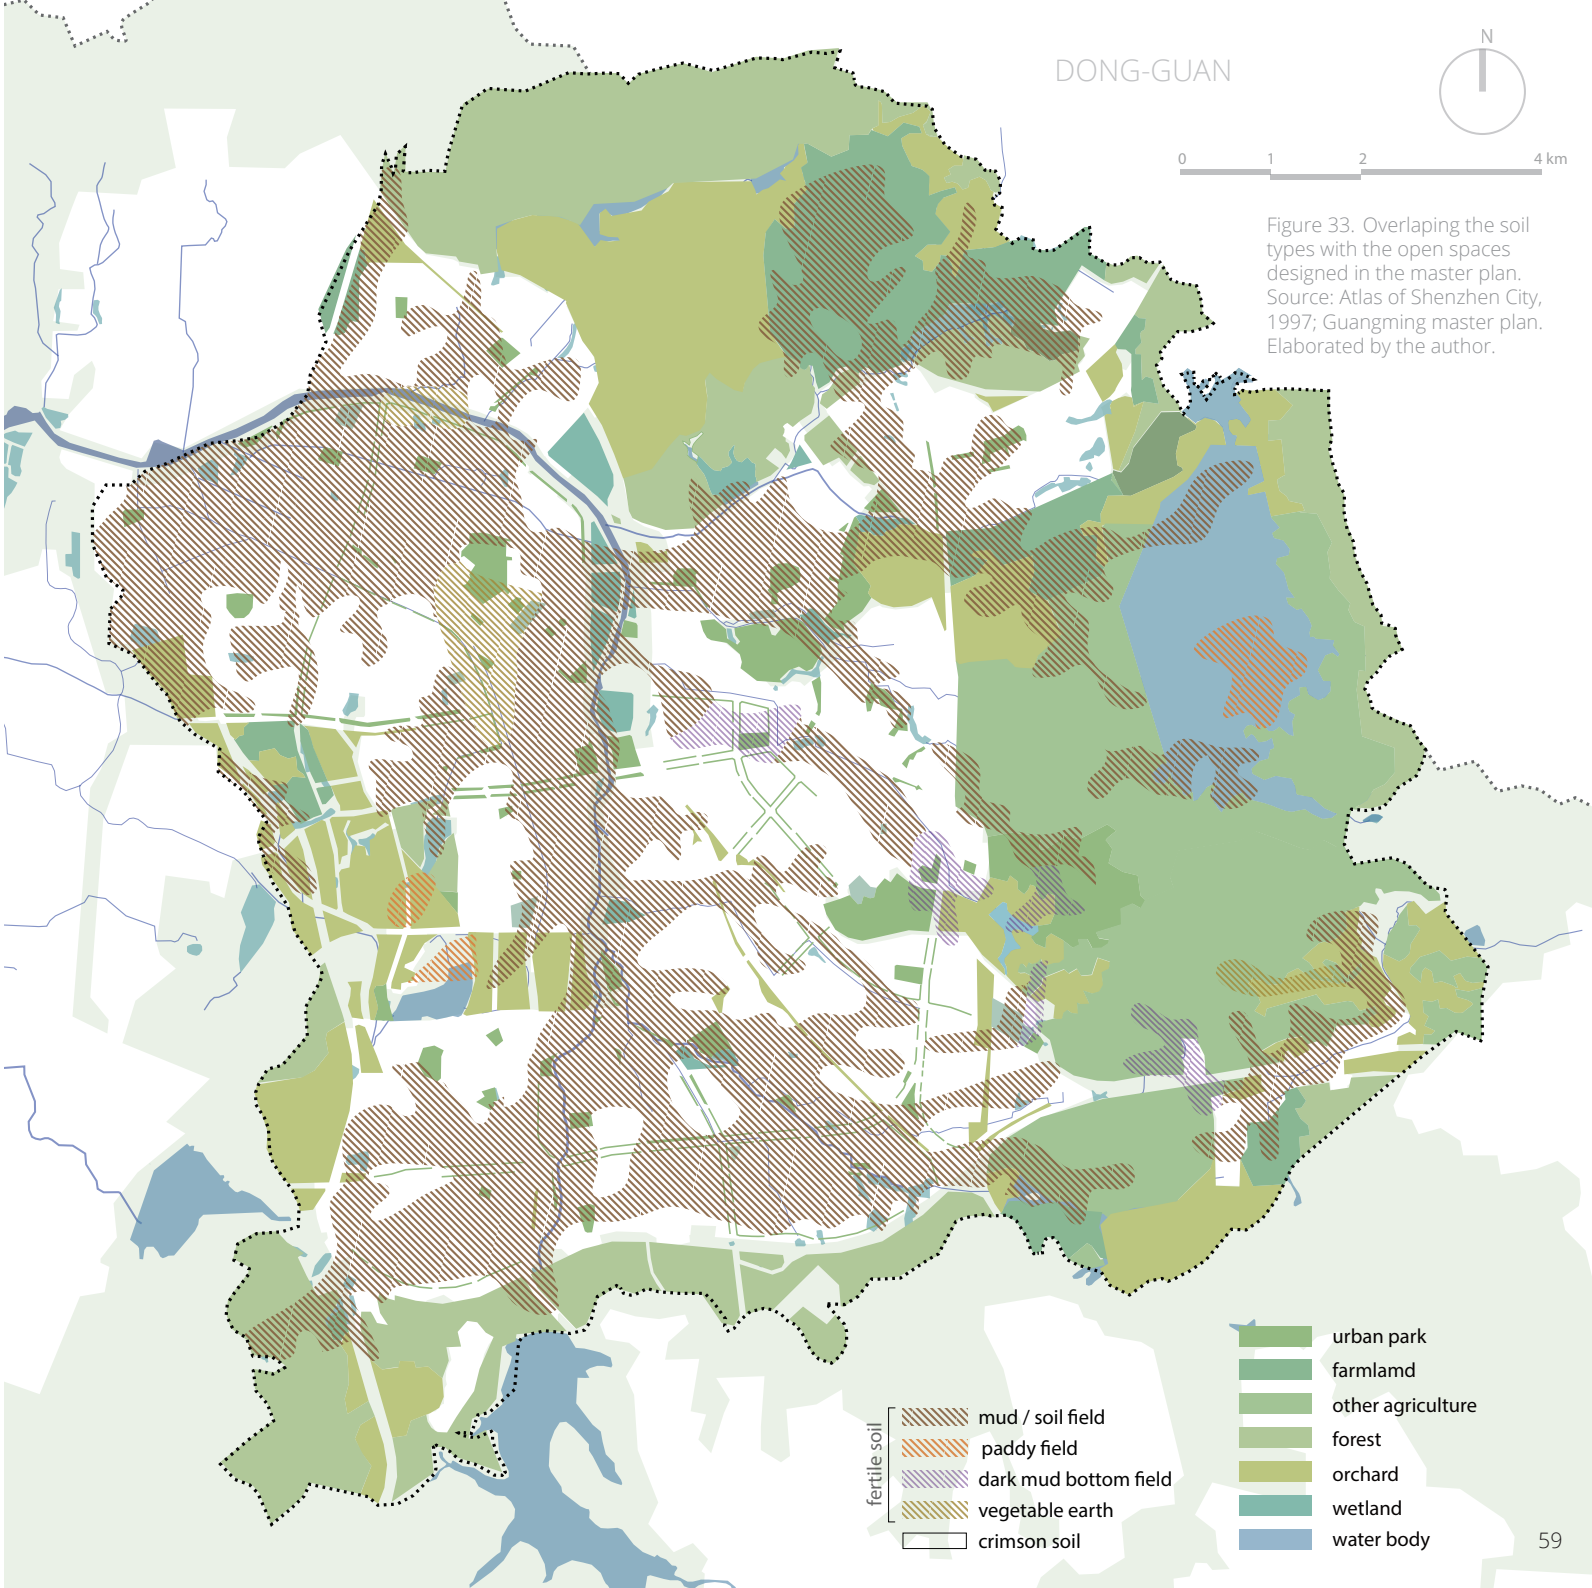 DONG-GUAN
N
0 1 2 4 km
Figure 33. Overlaping the soil
types with the open spaces
designed in the master plan.
Source: Atlas of Shenzhen City,
1997; Guangming master plan.
Elaborated by the author.
fertile soil
mud / soil field
paddy field
dark mud bottom field
vegetable earth
crimson soil
urban park
farmlamd
other agriculture
forest
orchard
wetland
water body
59